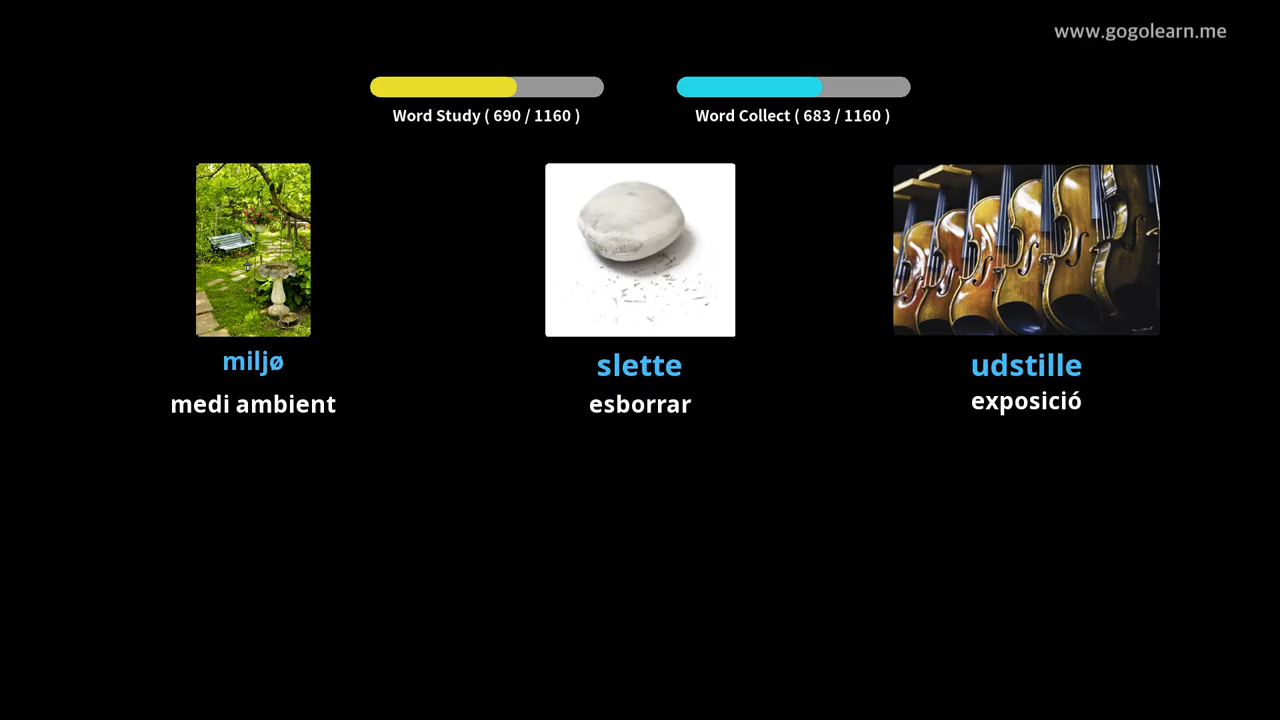 www.gogolearn.me
Word Study ( 690 / 1160 )
Word Collect ( 683 / 1160 )
miljø
medi ambient
slette
esborrar
udstille
exposició